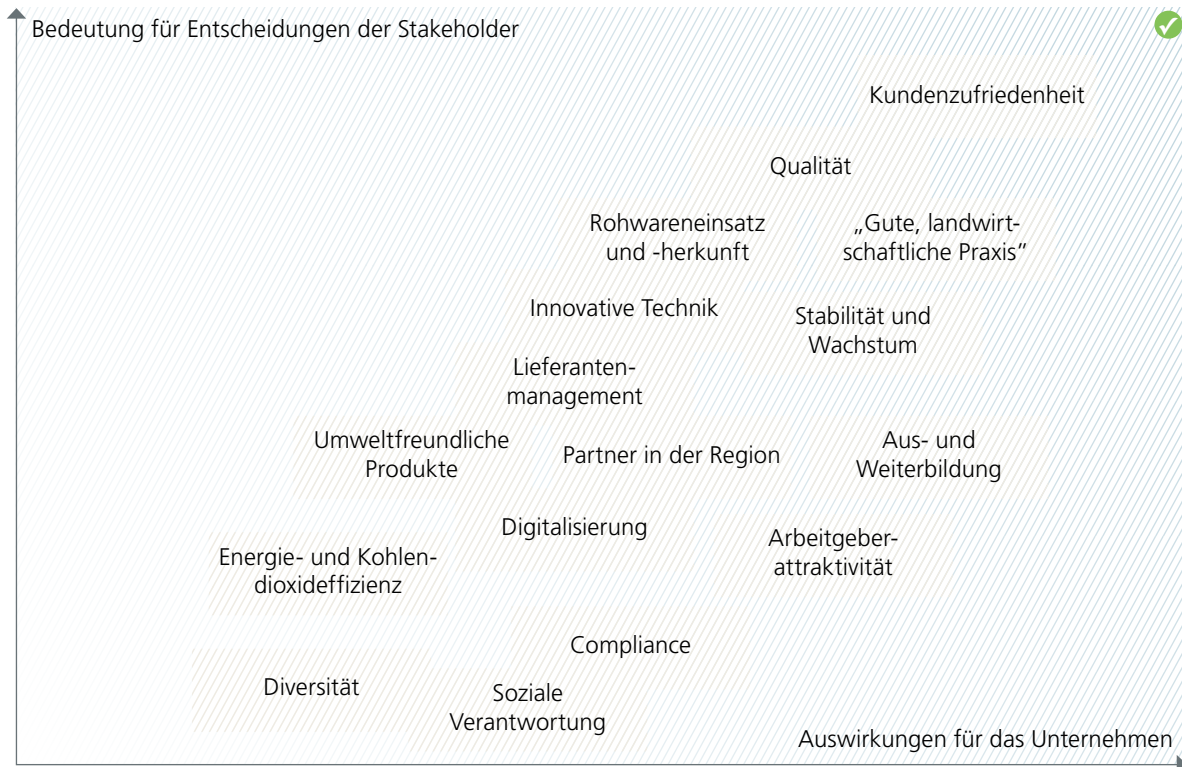 Bedeutung für Entscheidungen der Stakeholder
Kundenzufriedenheit
Qualität
Rohwareneinsatz
und -herkunft
„Gute, landwirt-
schaftliche Praxis”
Innovative Technik
Stabilität und
Wachstum
Lieferanten-
management
Umweltfreundliche
Produkte
Partner in der Region
Aus- und
Weiterbildung
Digitalisierung
Arbeitgeber-
attraktivität
Energie- und Kohlen-
dioxideffizienz
Compliance
Diversität
Soziale
Verantwortung
Auswirkungen für das Unternehmen